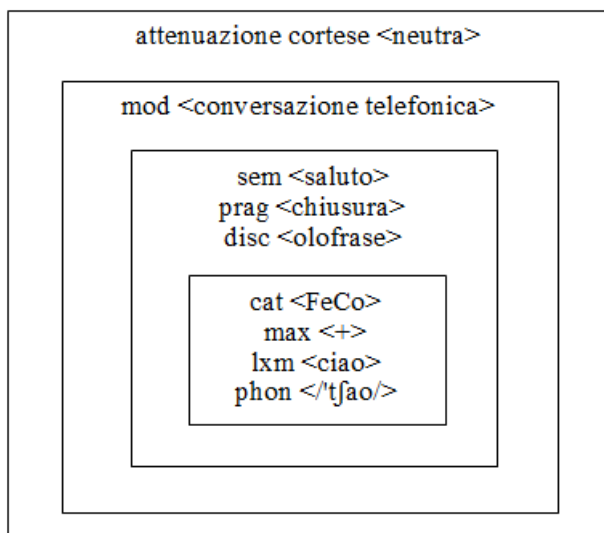 attenuazione cortese <neutra>
mod <conversazione telefonica>
sem <saluto>
prag <chiusura>
disc <olofrase>
cat <FeCo>
max <+>
lxm <ciao>
phon </'tʃao/>